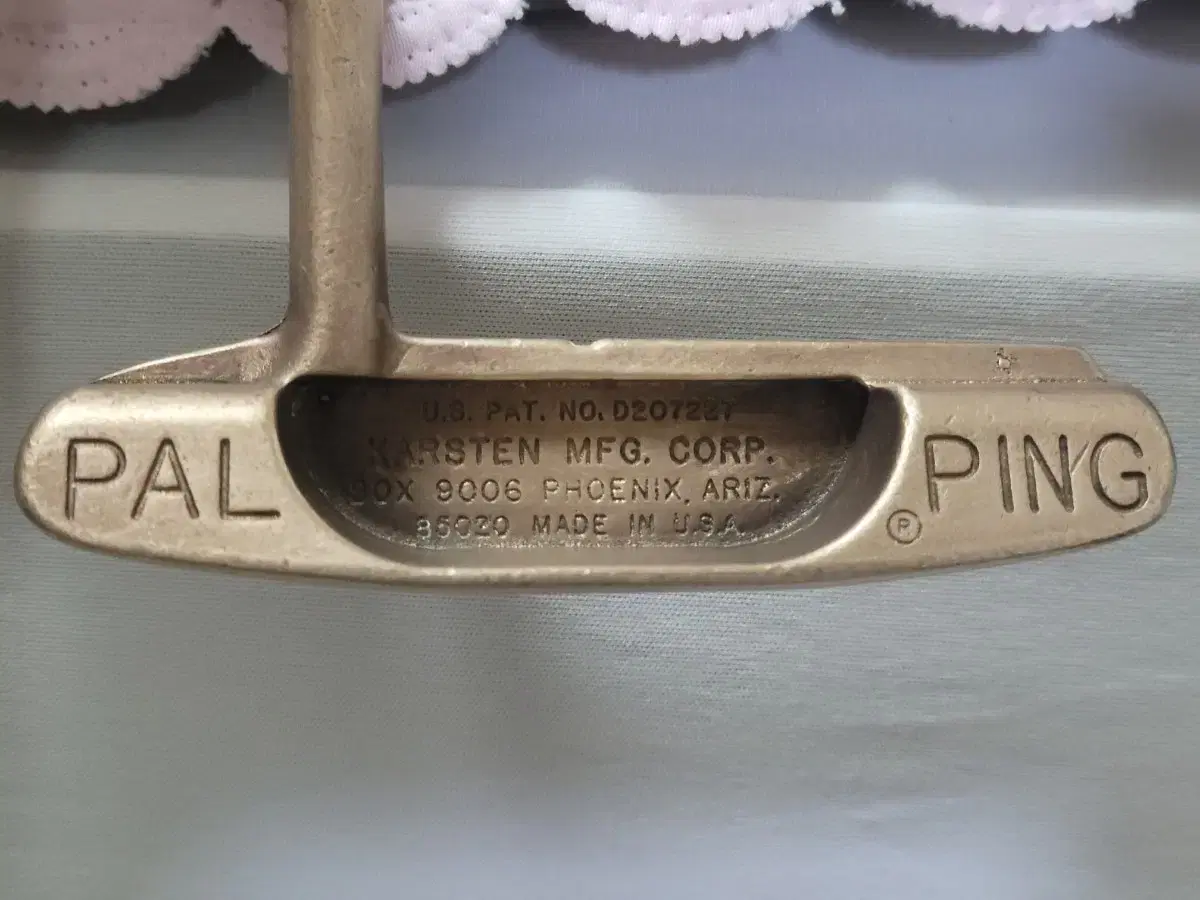 PAL
U.S. PAT. NO. D207227
KARSTEN MFG. CORP.
BOX 9006 PHOENIX, ARIZ.
85020 MADE IN U.S.A.
PING
Ⓟ